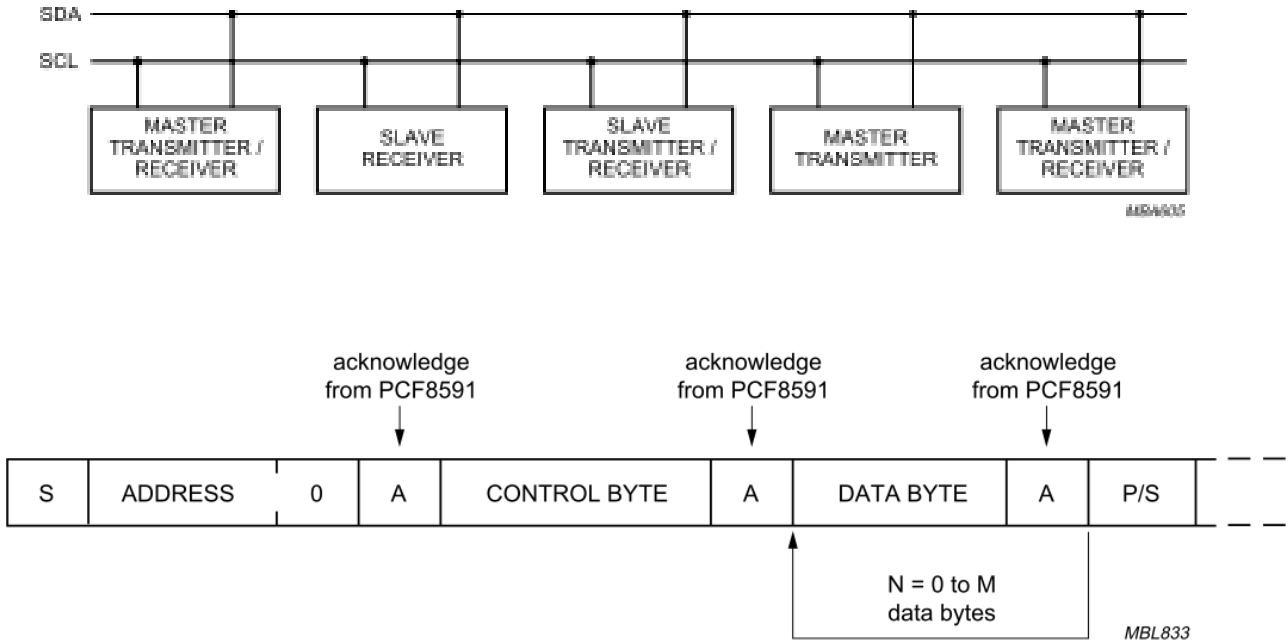 SDA
SCL
MASTER
TRANSMITTER /
RECEIVER
SLAVE
RECEIVER
SLAVE
TRANSMITTER /
RECEIVER
MASTER
TRANSMITTER
MASTER
TRANSMITTER /
RECEIVER
MBA605
acknowledge
from PCF8591
acknowledge
from PCF8591
acknowledge
from PCF8591
S ADDRESS 0 A CONTROL BYTE A DATA BYTE A P/S
N = 0 to M
data bytes
MBL833